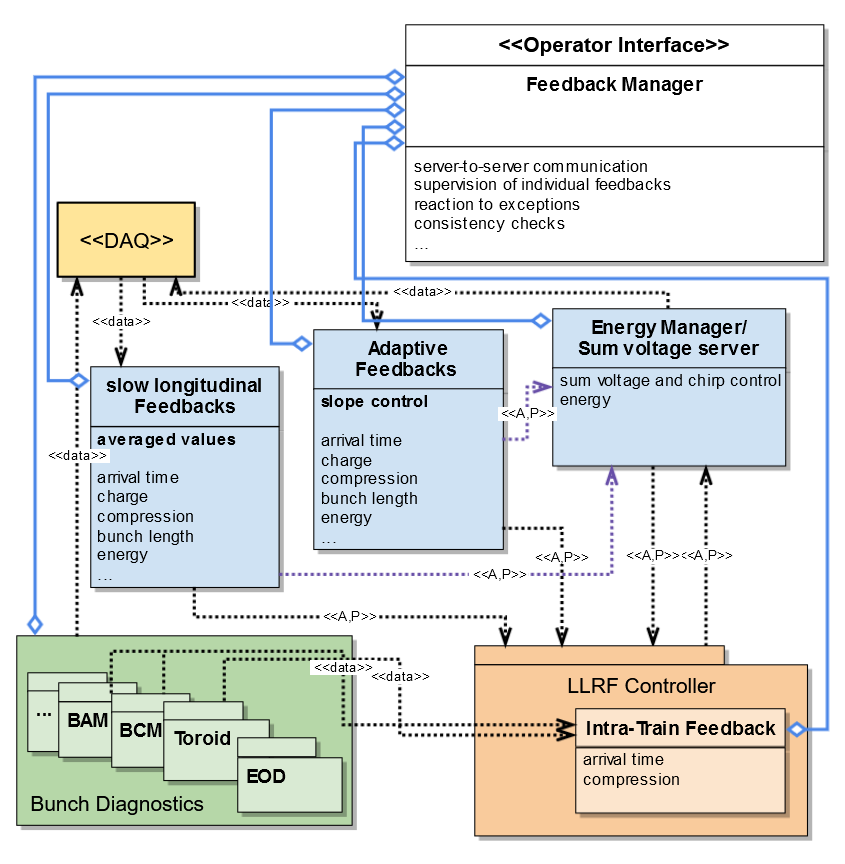 <<Operator Interface>>
Feedback Manager
server-to-server communication
supervision of individual feedbacks
reaction to exceptions
consistency checks
...
<<DAQ>>
<<data>>
<<data>>
<<data>>
Energy Manager/
Sum voltage server
sum voltage and chirp control
energy
Adaptive
Feedbacks
slope control
arrival time
charge
compression
bunch length
energy
...
slow longitudinal
Feedbacks
averaged values
arrival time
charge
compression
bunch length
energy
...
<<data>>
<<A,P>>
<<A,P>>
<<A,P>>
<<A,P>>
<<A,P>>
<<A,P>>
<<data>>
<<data>>
...
BAM
BCM
Toroid
EOD
Bunch Diagnostics
LLRF Controller
Intra-Train Feedback
arrival time
compression